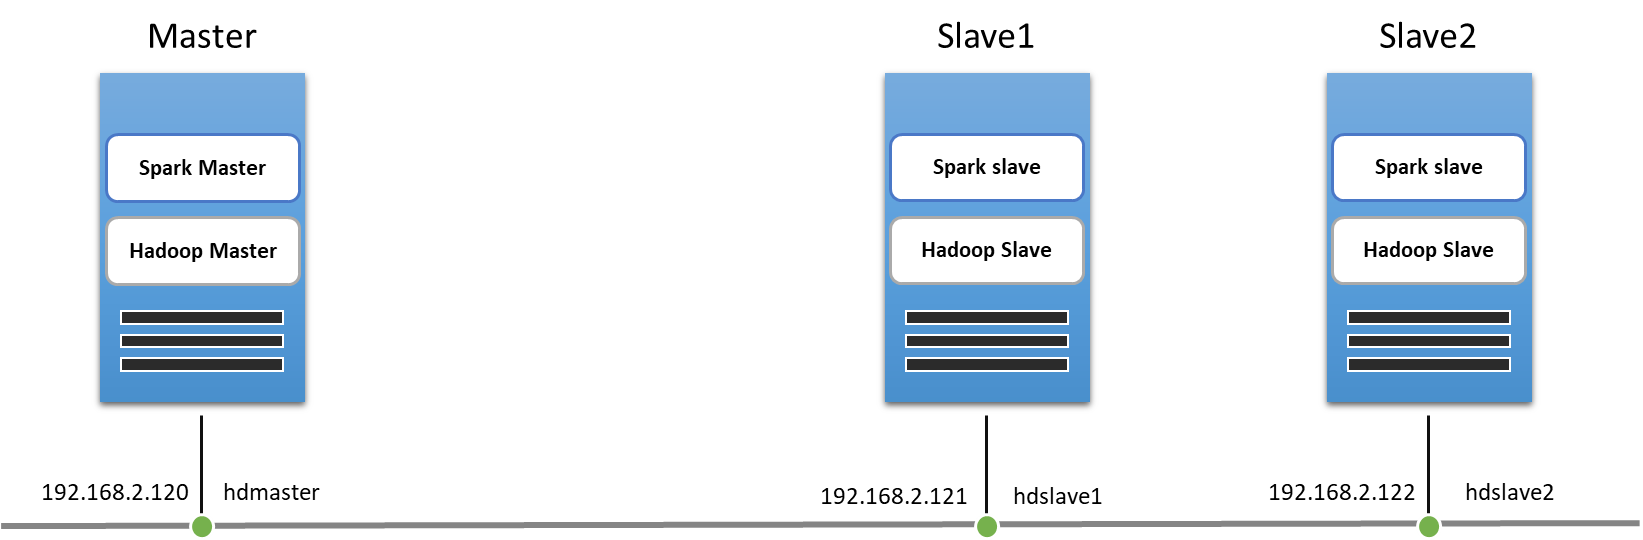 Master
Spark Master
Hadoop Master
192.168.2.120 hdmaster
Slave1
Spark slave
Hadoop Slave
192.168.2.121 hdslave1
Slave2
Spark slave
Hadoop Slave
192.168.2.122 hdslave2